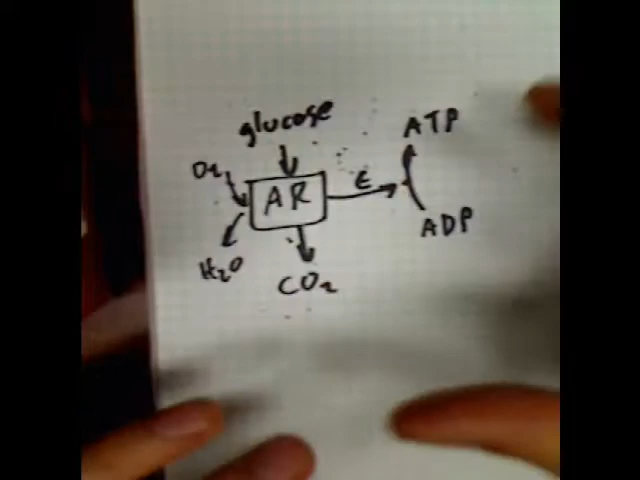 glucose
ATP
O₂
AR
E
ADP
H₂O
CO₂